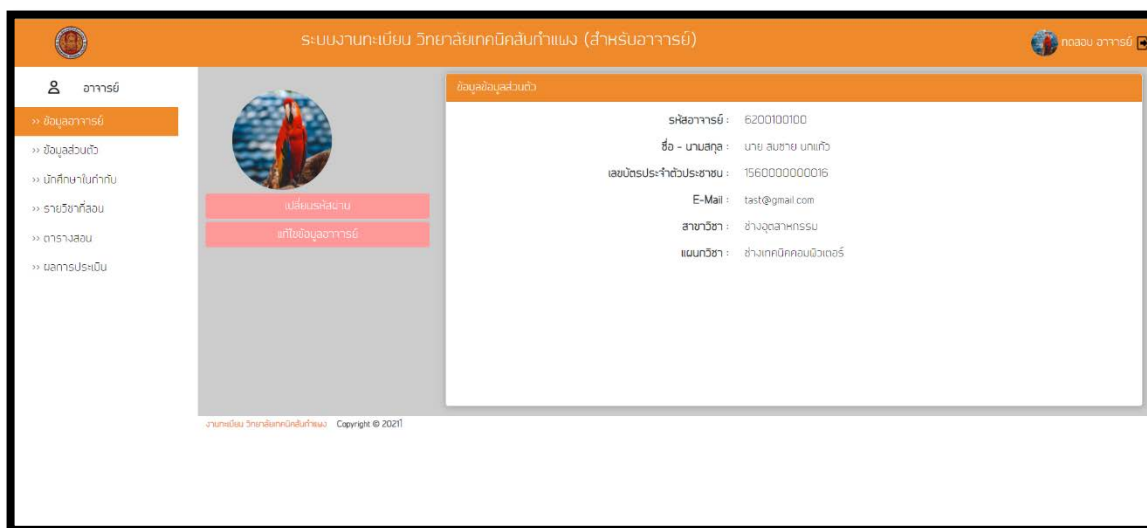 ระบบงานทะเบียน วิทยาลัยเทคนิคสันกำแพง (สำหรับอาจารย์)
ทดสอบ อาจารย์
อาจารย์
›› ข้อมูลอาจารย์
›› ข้อมูลส่วนตัว
›› นักศึกษาในกำกับ
›› รายวิชาที่สอน
›› ตารางสอน
›› ผลการประเมิน
เปลี่ยนรหัสผ่าน
แก้ไขข้อมูลอาจารย์
ข้อมูลข้อมูลส่วนตัว
รหัสอาจารย์ : 6200100100
ชื่อ - นามสกุล : นาย สมชาย นกแก้ว
เลขบัตรประจำตัวประชาชน : 1560000000016
E-Mail : tast@gmail.com
สาขาวิชา : ช่างอุตสาหกรรม
แผนกวิชา : ช่างเทคนิคคอมพิวเตอร์
งานทะเบียน วิทยาลัยเทคนิคสันกำแพง Copyright © 2021